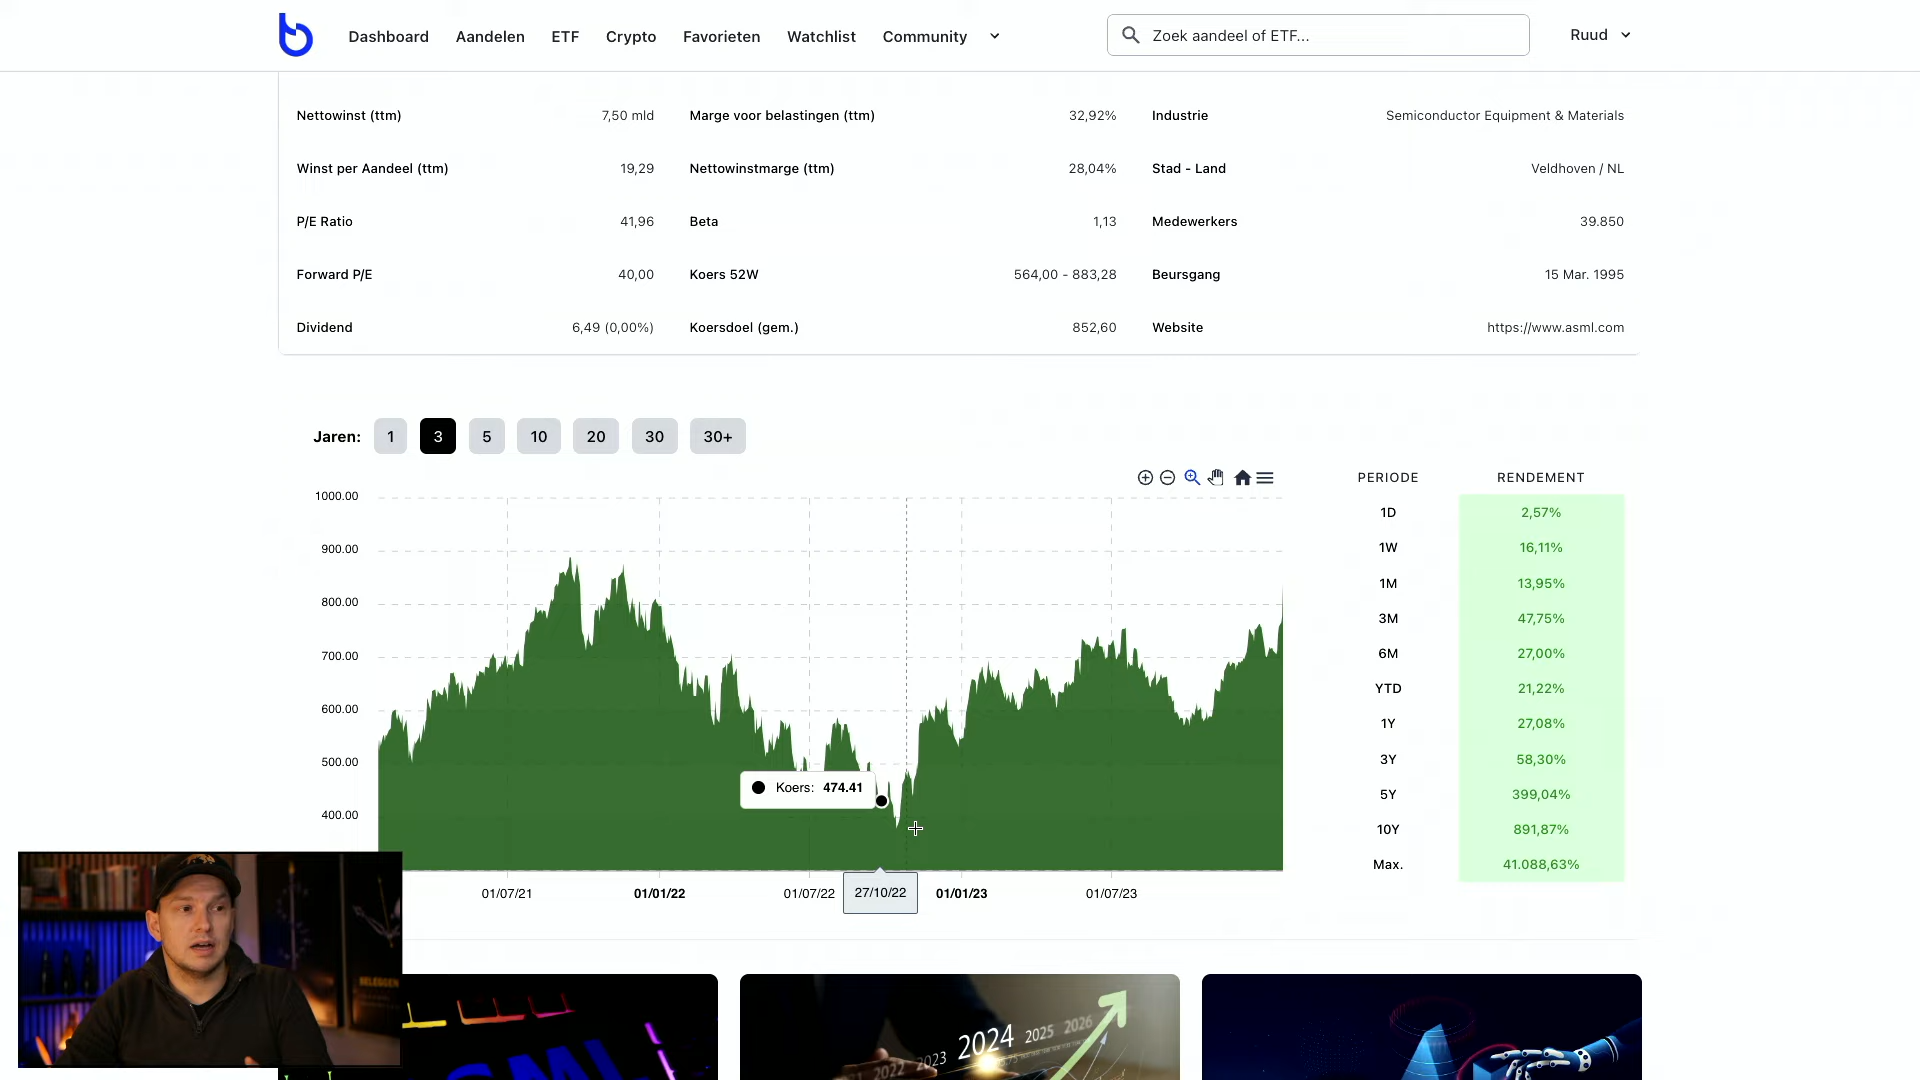 b Dashboard Aandelen ETF Crypto Favorieten Watchlist Community Zoek aandeel of ETF... Ruud
Nettowinst (ttm) 7,50 mld Marge voor belastingen (ttm) 32,92% Industrie Semiconductor Equipment & Materials
Winst per Aandeel (ttm) 19,29 Nettowinstmarge (ttm) 28,04% Stad - Land Veldhoven / NL
P/E Ratio 41,96 Beta 1,13 Medewerkers 39.850
Forward P/E 40,00 Koers 52W 564,00 - 883,28 Beursgang 15 Mar. 1995
Dividend 6,49 (0,00%) Koersdoel (gem.) 852,60 Website https://www.asml.com
Jaren: 1 3 5 10 20 30 30+
PERIODE RENDEMENT
1000.00
1D 2,57%
900.00
1W 16,11%
1M 13,95%
800.00
3M 47,75%
700.00
6M 27,00%
YTD 21,22%
600.00
1Y 27,08%
3Y 58,30%
500.00
Koers: 474.41
5Y 399,04%
400.00
10Y 891,87%
Max. 41.088,63%
01/07/21 01/01/22 01/07/22 27/10/22 01/01/23 01/07/23
BELEGGEN
ASML
2022 2023 2024 2025 2026